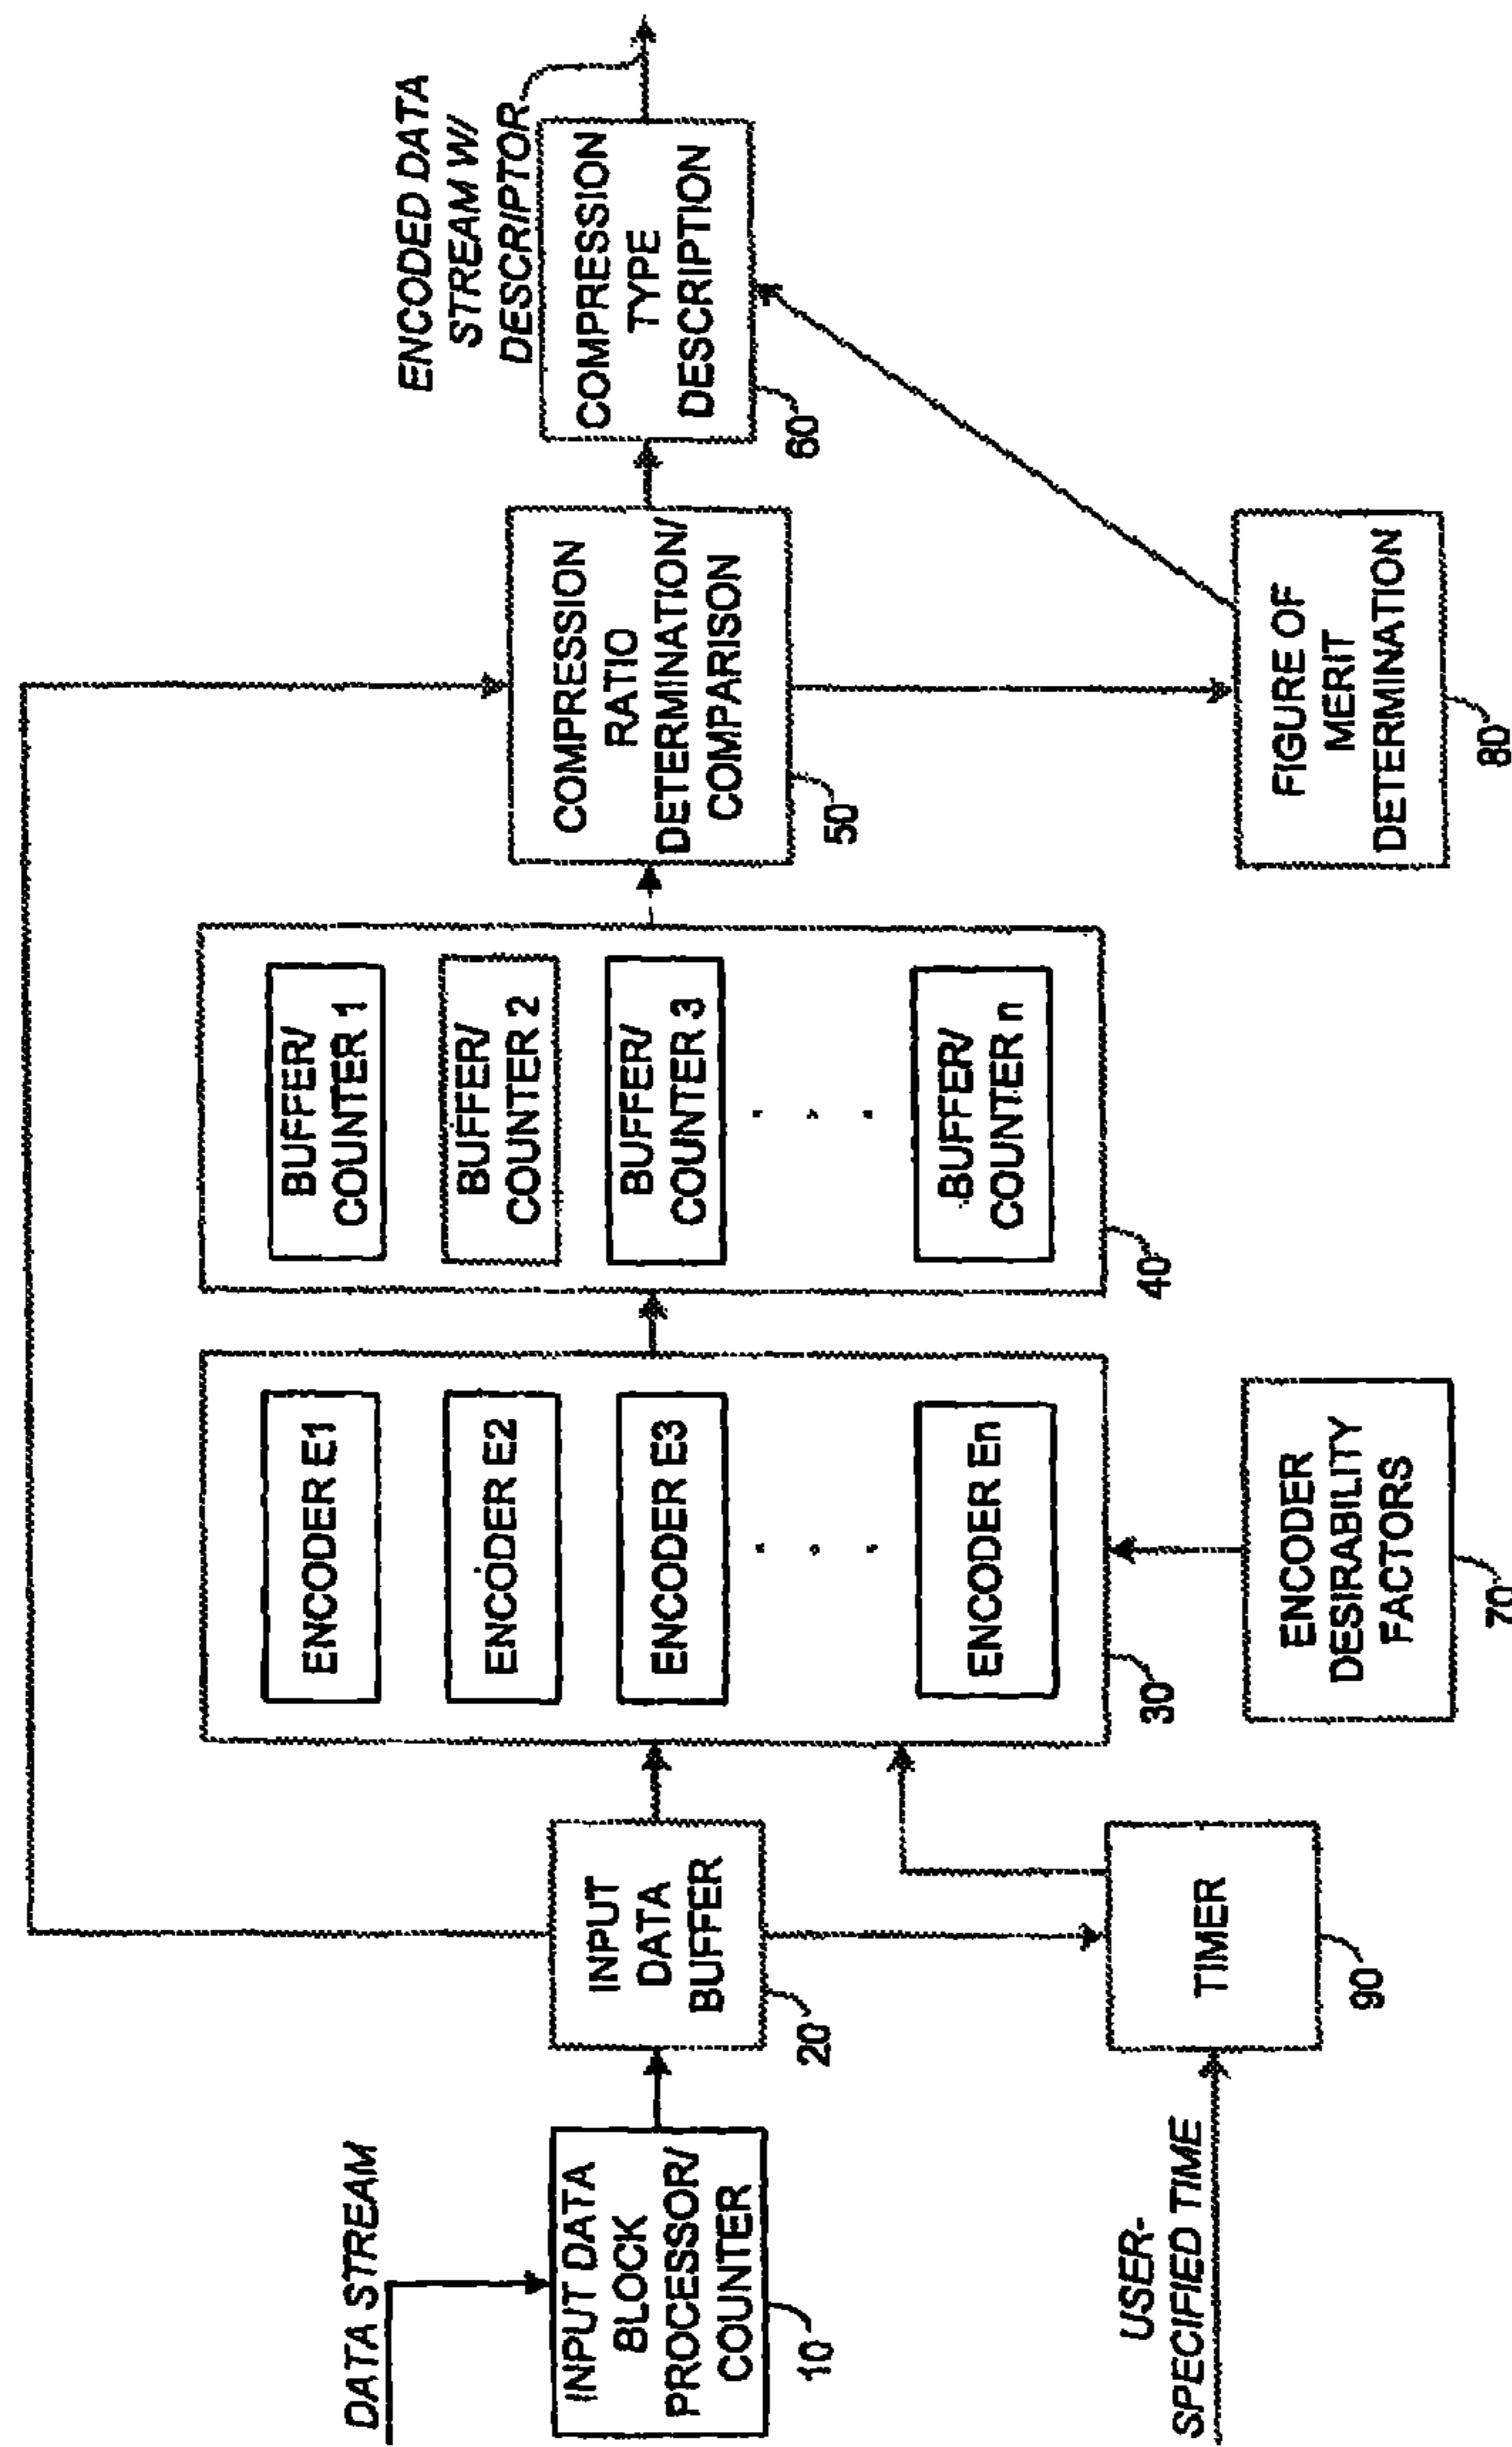 DATA STREAM
INPUT DATA
BLOCK
PROCESSOR/
COUNTER
10
INPUT
DATA
BUFFER
20
USER-
SPECIFIED TIME
TIMER
90
ENCODER E1
ENCODER E2
ENCODER E3
. . .
ENCODER En
30
ENCODER
DESIRABILITY
FACTORS
70
BUFFER/
COUNTER 1
BUFFER/
COUNTER 2
BUFFER/
COUNTER 3
. . .
BUFFER/
COUNTER n
40
COMPRESSION
RATIO
DETERMINATION/
COMPARISON
50
FIGURE OF
MERIT
DETERMINATION
80
COMPRESSION
TYPE
DESCRIPTION
60
ENCODED DATA
STREAM W/
DESCRIPTOR